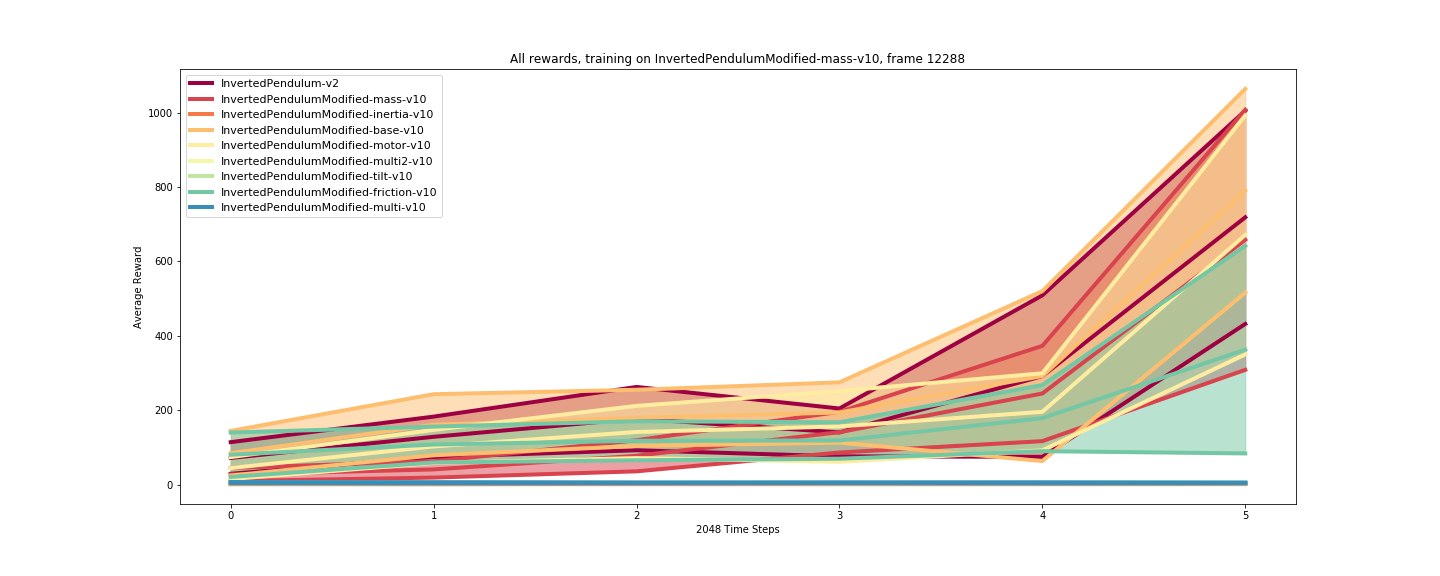 All rewards, training on InvertedPendulumModified-mass-v10, frame 12288
InvertedPendulum-v2
InvertedPendulumModified-mass-v10
InvertedPendulumModified-inertia-v10
InvertedPendulumModified-base-v10
InvertedPendulumModified-motor-v10
InvertedPendulumModified-multi2-v10
InvertedPendulumModified-tilt-v10
InvertedPendulumModified-friction-v10
InvertedPendulumModified-multi-v10
Average Reward
1000
800
600
400
200
0
0 1 2 3 4 5
2048 Time Steps